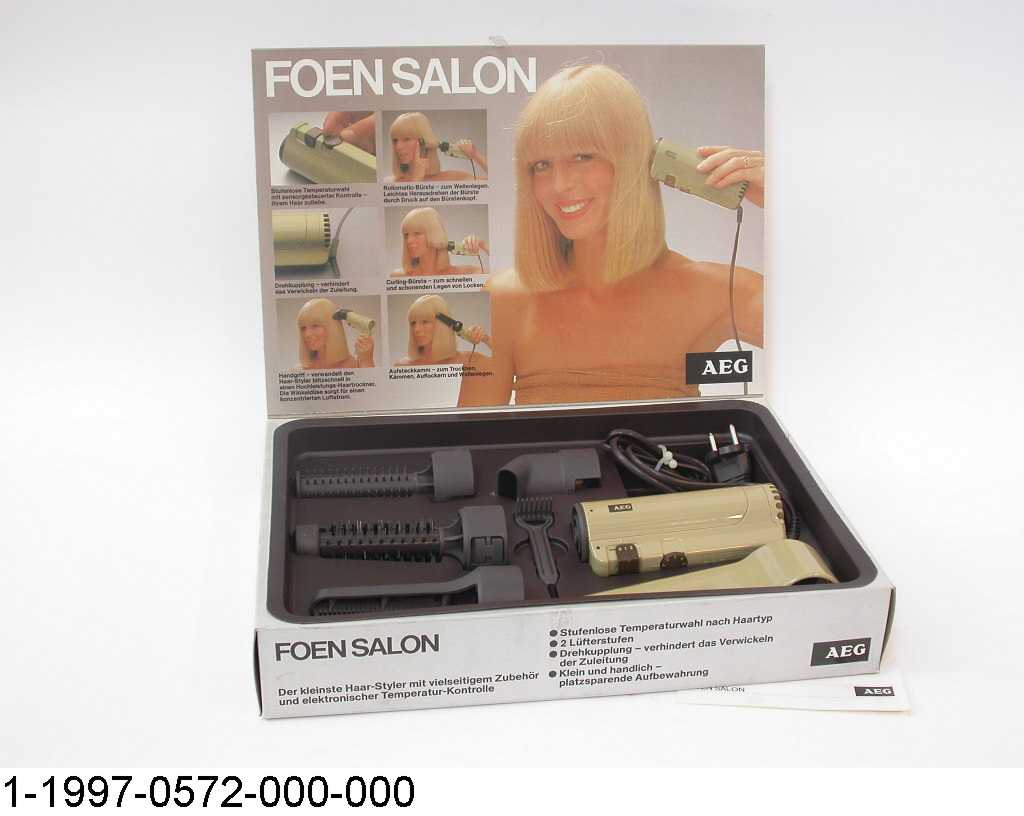 FOEN SALON
Stufenlose Temperaturwahl
mit sensorgesteuerter Kontrolle –
Ihrem Haar zuliebe.
Rollomatic-Bürste – zum Wellenlegen.
Leichtes Herausdrehen der Bürste
durch Druck auf den Bürstenkopf.
Drehkupplung – verhindert
das Verwickeln der Zuleitung.
Curling-Bürste – zum schnellen
und schonenden Legen von Locken.
Handgriff – verwandelt den
Haar-Styler blitzschnell in
einen Hochleistungs-Haartrockner.
Die Winkeldüse sorgt für einen
konzentrierten Luftstrom.
Aufsteckkamm – zum Trocknen,
Kämmen, Auflockern und Wellenlegen.
AEG
AEG
FOEN SALON
Der kleinste Haar-Styler mit vielseitigem Zubehör
und elektronischer Temperatur-Kontrolle
● Stufenlose Temperaturwahl nach Haartyp
● 2 Lüfterstufen
● Drehkupplung – verhindert das Verwickeln
der Zuleitung
● Klein und handlich –
platzsparende Aufbewahrung
AEG
SALON
AEG
1-1997-0572-000-000